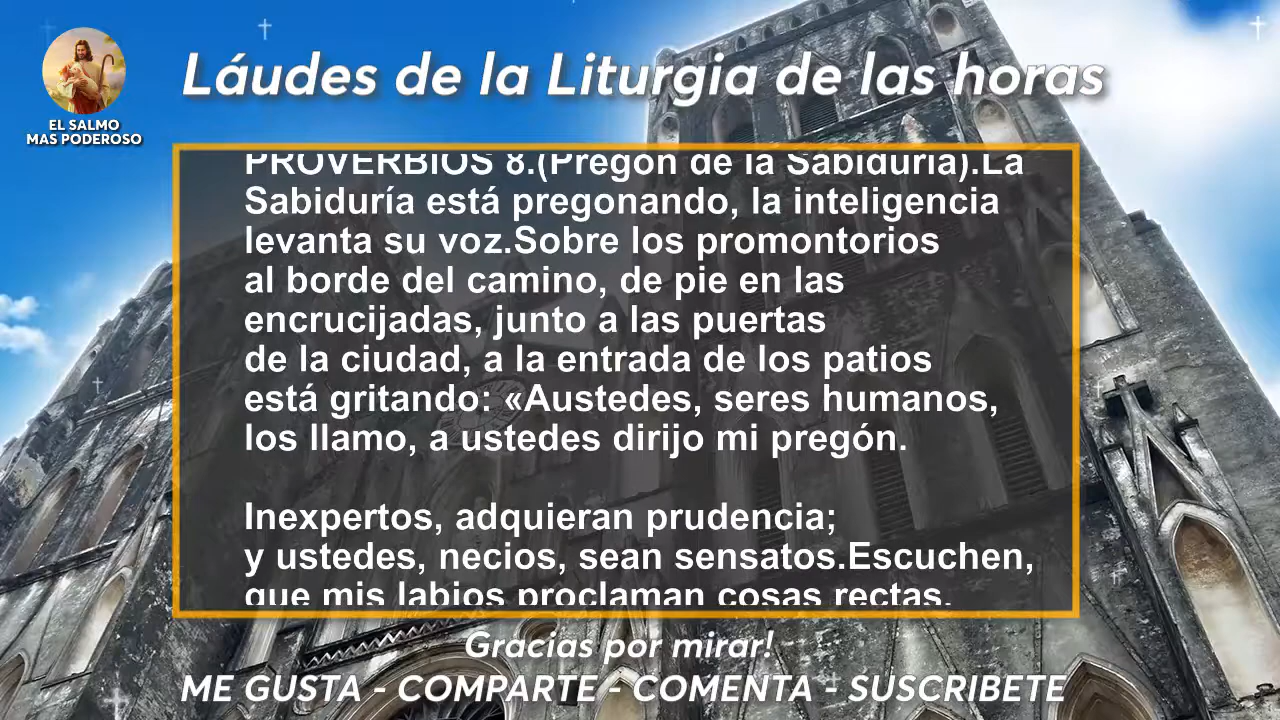 Láudes de la Liturgia de las horas
EL SALMO
MAS PODEROSO
PROVERBIOS 8.(Pregón de la Sabiduría).La
Sabiduría está pregonando, la inteligencia
levanta su voz.Sobre los promontorios
al borde del camino, de pie en las
encrucijadas, junto a las puertas
de la ciudad, a la entrada de los patios
está gritando: «Austedes, seres humanos,
los llamo, a ustedes dirijo mi pregón.
Inexpertos, adquieran prudencia;
y ustedes, necios, sean sensatos.Escuchen,
que mis labios proclaman cosas rectas,
Gracias por mirar!
ME GUSTA - COMPARTE - COMENTA - SUSCRIBETE